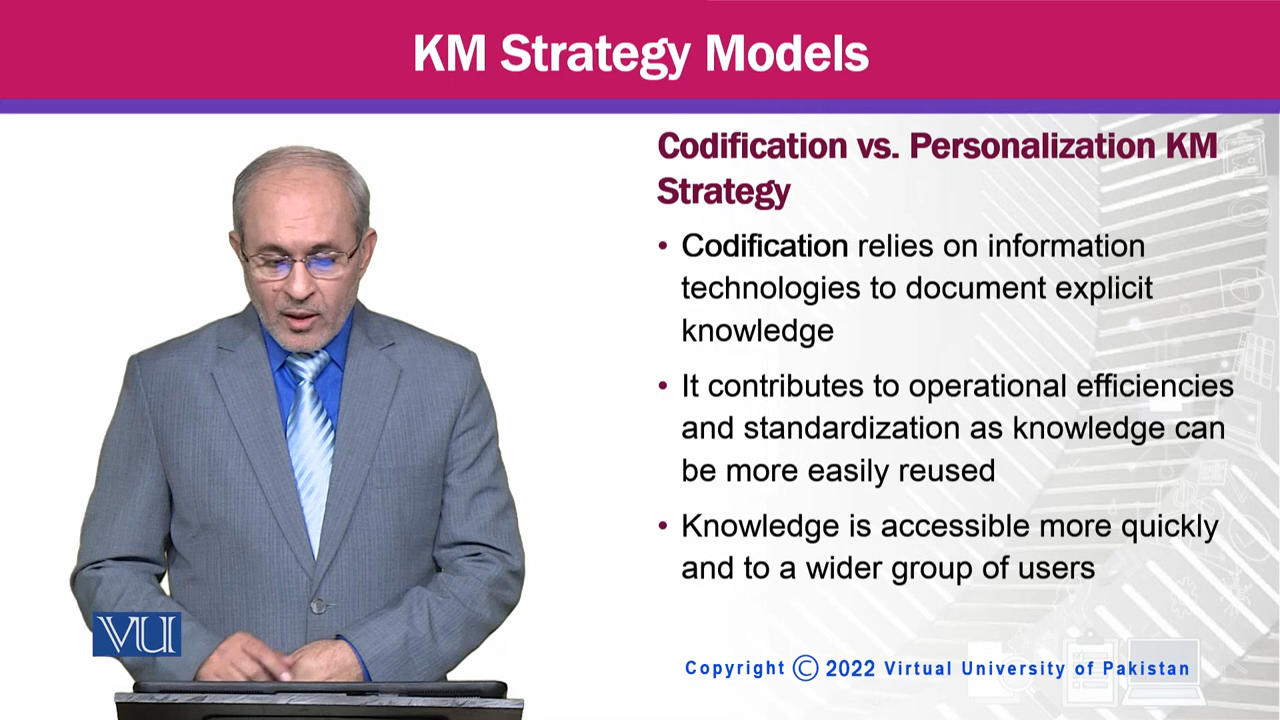 KM Strategy Models
Codification vs. Personalization KM
Strategy
• Codification relies on information
technologies to document explicit
knowledge
• It contributes to operational efficiencies
and standardization as knowledge can
be more easily reused
• Knowledge is accessible more quickly
and to a wider group of users
VU
Copyright © 2022 Virtual University of Pakistan